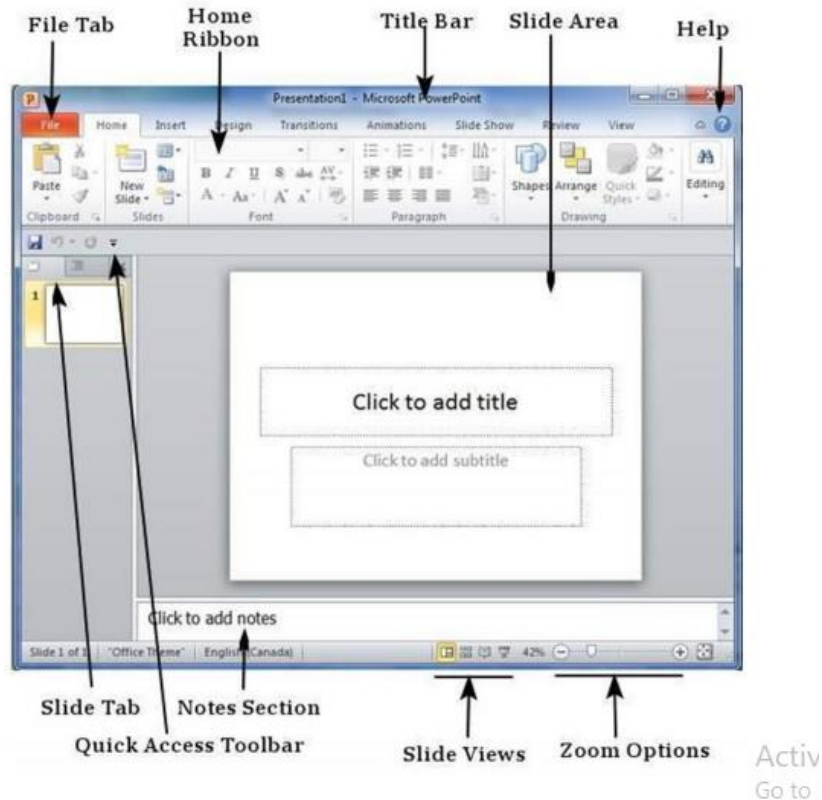 File Tab
Home
Ribbon
Title Bar
Slide Area
Help
Presentation1 - Microsoft PowerPoint
File Home Insert Design Transitions Animations Slide Show Review View
Paste
New
Slide
Shapes Arrange Quick
Styles
Editing
Clipboard Slides Font Paragraph Drawing
1
Click to add title
Click to add subtitle
Click to add notes
Slide 1 of 1 "Office Theme" English (Canada) 42%
Slide Tab
Notes Section
Quick Access Toolbar
Slide Views
Zoom Options
Activ
Go to